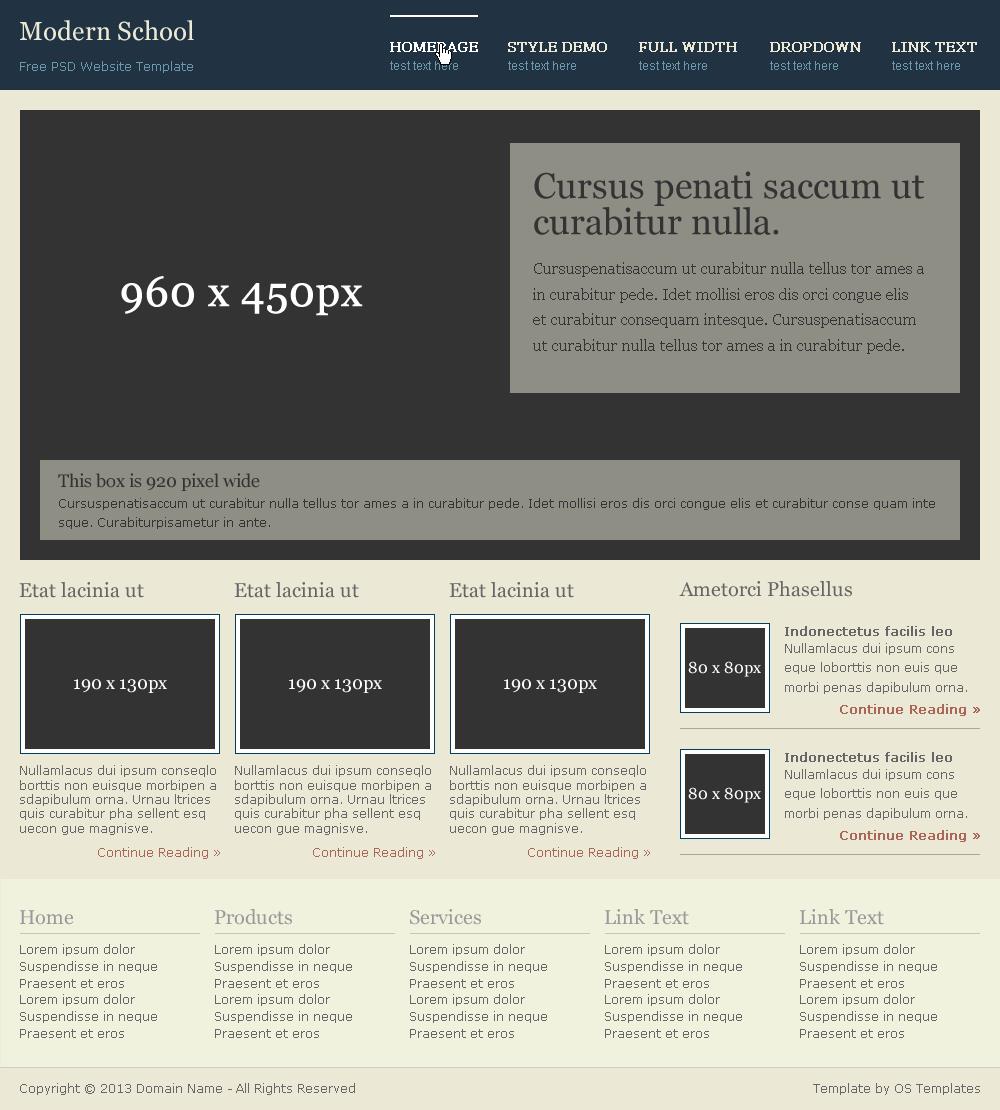 Modern School
Free PSD Website Template
HOMEPAGE
test text here
STYLE DEMO
test text here
FULL WIDTH
test text here
DROPDOWN
test text here
LINK TEXT
test text here
960 x 450px
Cursus penati saccum ut
curabitur nulla.
Cursuspenatisaccum ut curabitur nulla tellus tor ames a
in curabitur pede. Idet mollisi eros dis orci congue elis
et curabitur consequam intesque. Cursuspenatisaccum
ut curabitur nulla tellus tor ames a in curabitur pede.
This box is 920 pixel wide
Cursuspenatisaccum ut curabitur nulla tellus tor ames a in curabitur pede. Idet mollisi eros dis orci congue elis et curabitur conse quam inte
sque. Curabiturpisametur in ante.
Etat lacinia ut
190 x 130px
Nullamlacus dui ipsum conseqlo
borttis non euisque morbipen a
sdapibulum orna. Urnau ltrices
quis curabitur pha sellent esq
uecon gue magnisve.
Continue Reading »
Etat lacinia ut
190 x 130px
Nullamlacus dui ipsum conseqlo
borttis non euisque morbipen a
sdapibulum orna. Urnau ltrices
quis curabitur pha sellent esq
uecon gue magnisve.
Continue Reading »
Etat lacinia ut
190 x 130px
Nullamlacus dui ipsum conseqlo
borttis non euisque morbipen a
sdapibulum orna. Urnau ltrices
quis curabitur pha sellent esq
uecon gue magnisve.
Continue Reading »
Ametorci Phasellus
80 x 80px
Indonectetus facilis leo
Nullamlacus dui ipsum cons
eque loborttis non euis que
morbi penas dapibulum orna.
Continue Reading »
80 x 80px
Indonectetus facilis leo
Nullamlacus dui ipsum cons
eque loborttis non euis que
morbi penas dapibulum orna.
Continue Reading »
Home
Lorem ipsum dolor
Suspendisse in neque
Praesent et eros
Lorem ipsum dolor
Suspendisse in neque
Praesent et eros
Products
Lorem ipsum dolor
Suspendisse in neque
Praesent et eros
Lorem ipsum dolor
Suspendisse in neque
Praesent et eros
Services
Lorem ipsum dolor
Suspendisse in neque
Praesent et eros
Lorem ipsum dolor
Suspendisse in neque
Praesent et eros
Link Text
Lorem ipsum dolor
Suspendisse in neque
Praesent et eros
Lorem ipsum dolor
Suspendisse in neque
Praesent et eros
Link Text
Lorem ipsum dolor
Suspendisse in neque
Praesent et eros
Lorem ipsum dolor
Suspendisse in neque
Praesent et eros
Copyright © 2013 Domain Name - All Rights Reserved
Template by OS Templates